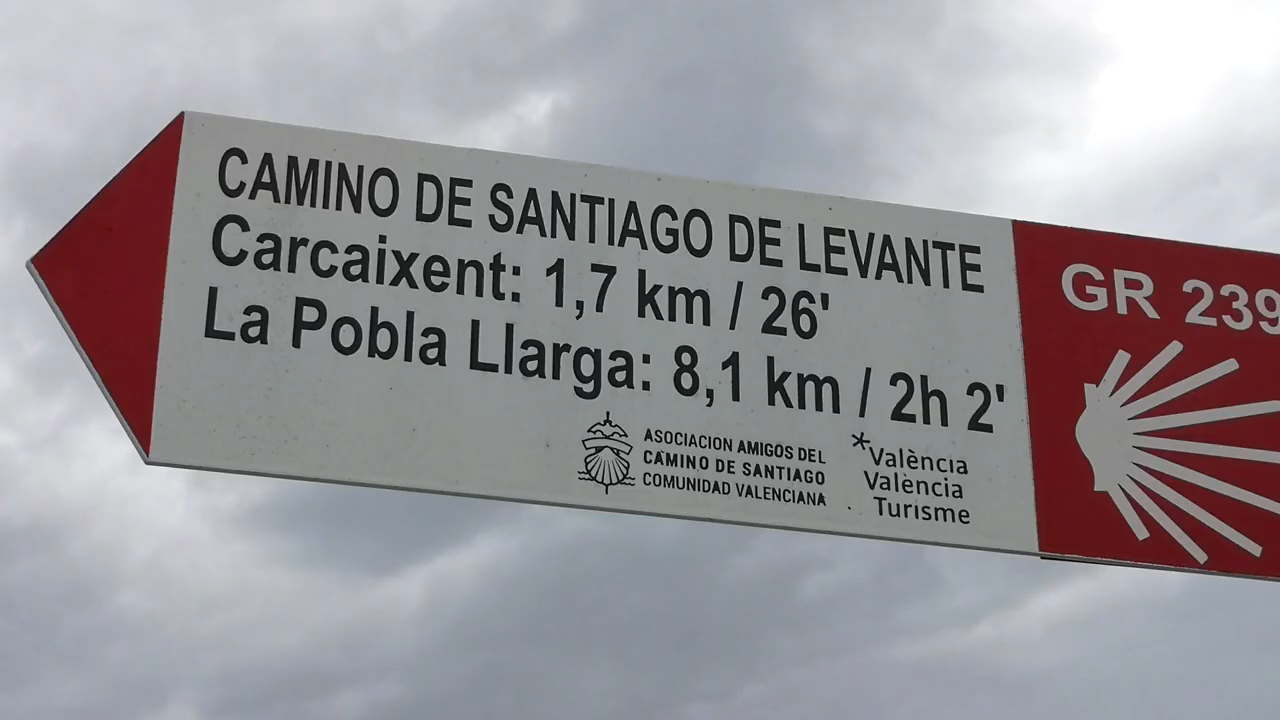 CAMINO DE SANTIAGO DE LEVANTE
Carcaixent: 1,7 km / 26'
La Pobla Llarga: 8,1 km / 2h 2'
ASOCIACION AMIGOS DEL
CAMINO DE SANTIAGO
COMUNIDAD VALENCIANA
*València
València
Turisme
GR 239